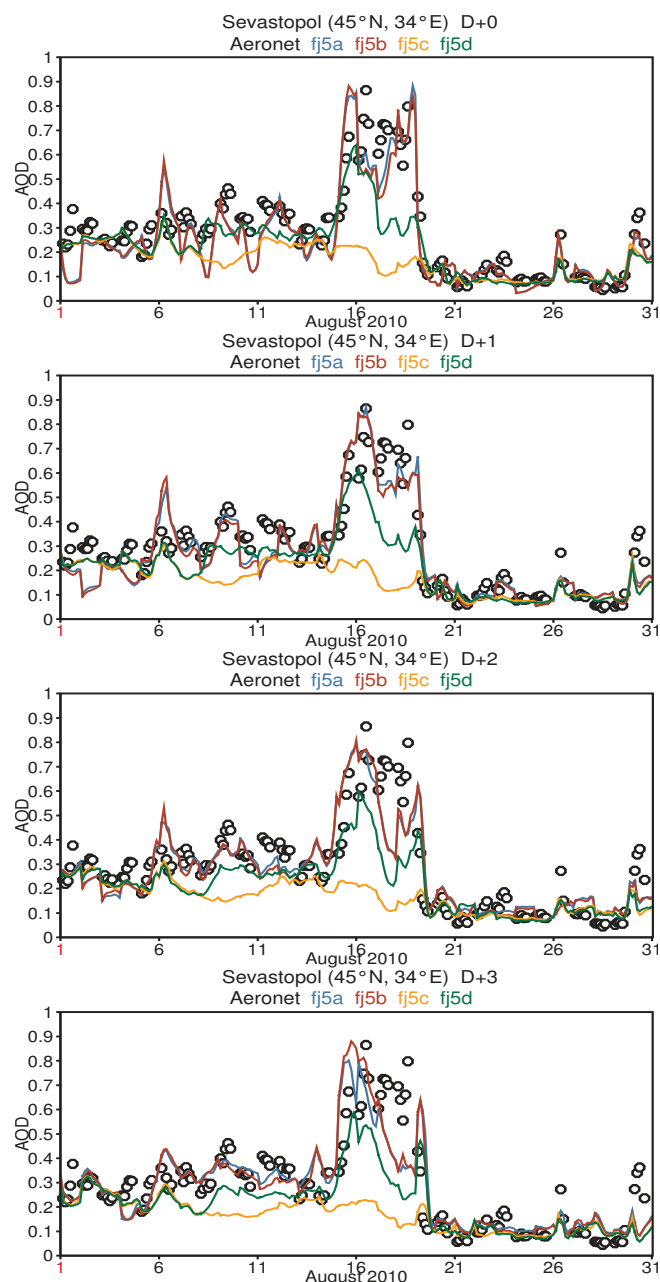 Sevastopol (45°N, 34°E) D+0
Aeronet fj5a fj5b fj5c fj5d
1
0.9
0.8
0.7
0.6
0.5
0.4
0.3
0.2
0.1
0
AOD
1 6 11 16 21 26 31
August 2010
Sevastopol (45°N, 34°E) D+1
Aeronet fj5a fj5b fj5c fj5d
1
0.9
0.8
0.7
0.6
0.5
0.4
0.3
0.2
0.1
0
AOD
1 6 11 16 21 26 31
August 2010
Sevastopol (45°N, 34°E) D+2
Aeronet fj5a fj5b fj5c fj5d
1
0.9
0.8
0.7
0.6
0.5
0.4
0.3
0.2
0.1
0
AOD
1 6 11 16 21 26 31
August 2010
Sevastopol (45°N, 34°E) D+3
Aeronet fj5a fj5b fj5c fj5d
1
0.9
0.8
0.7
0.6
0.5
0.4
0.3
0.2
0.1
0
AOD
1 6 11 16 21 26 31
August 2010